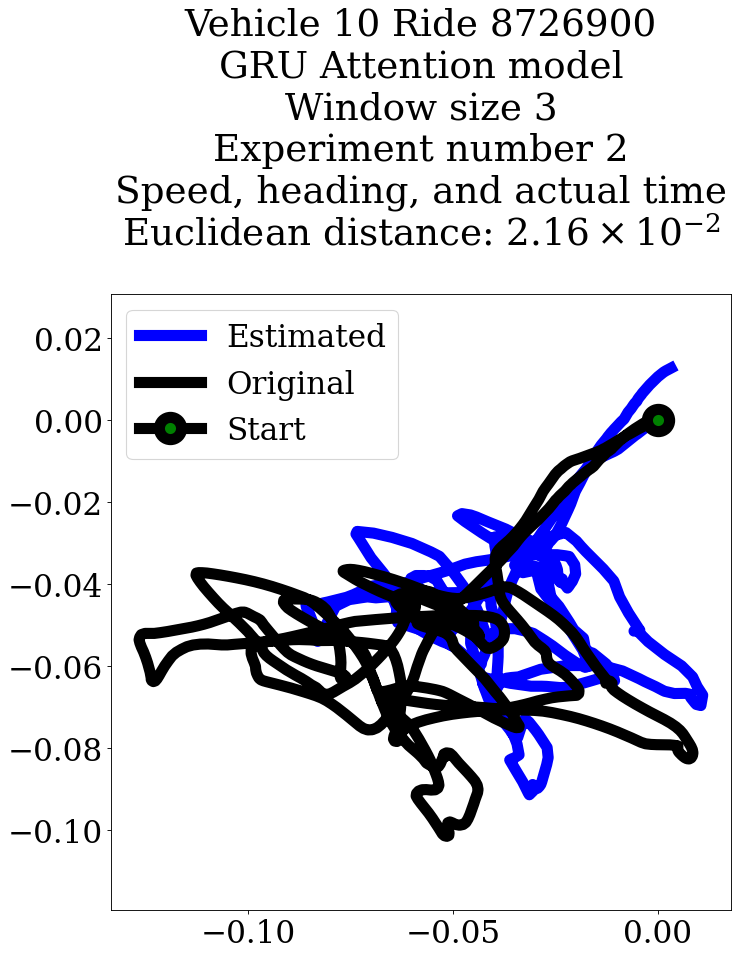 Vehicle 10 Ride 8726900
GRU Attention model
Window size 3
Experiment number 2
Speed, heading, and actual time
Euclidean distance: 2.16 × 10⁻²
Estimated
Original
Start
0.02
0.00
−0.02
−0.04
−0.06
−0.08
−0.10
−0.10
−0.05
0.00